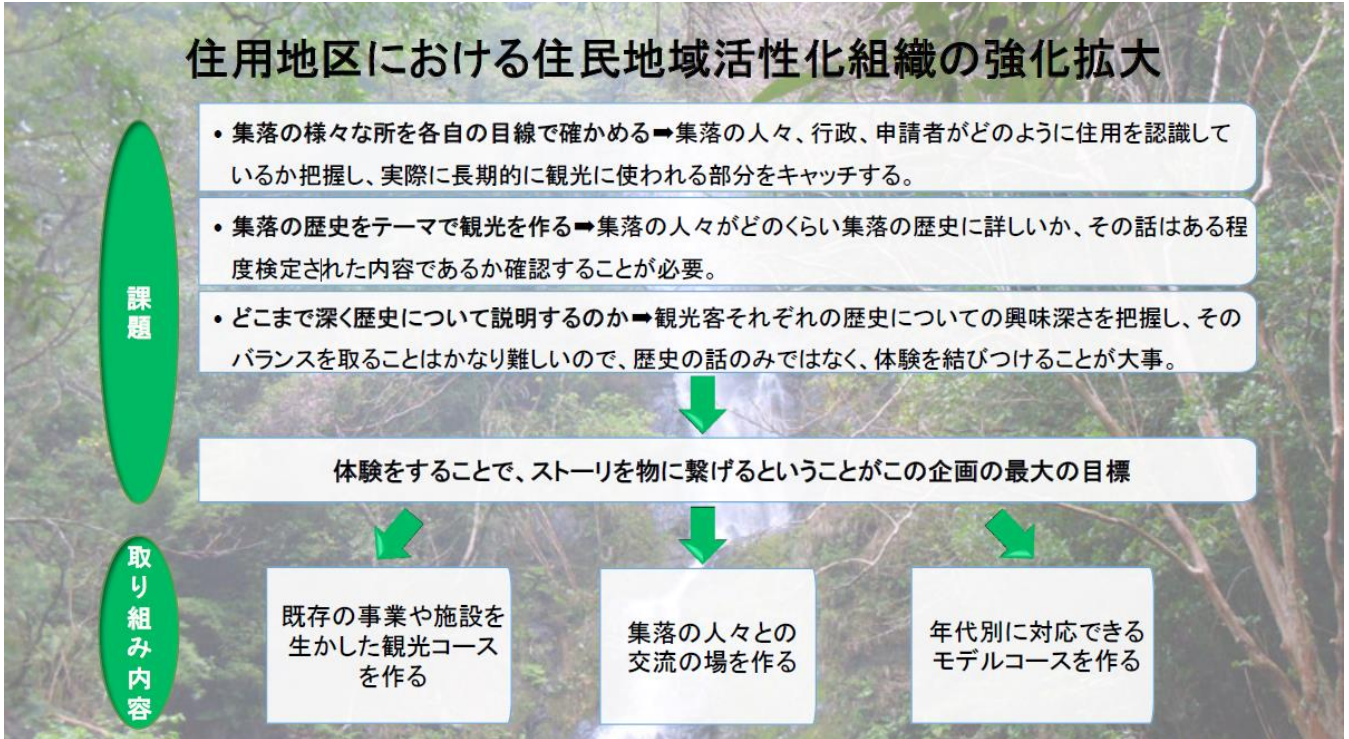 住用地区における住民地域活性化組織の強化拡大
課題
• 集落の様々な所を各自の目線で確かめる➡集落の人々、行政、申請者がどのように住用を認識して
いるか把握し、実際に長期的に観光に使われる部分をキャッチする。
• 集落の歴史をテーマで観光を作る➡集落の人々がどのくらい集落の歴史に詳しいか、その話はある程
度検定された内容であるか確認することが必要。
• どこまで深く歴史について説明するのか➡観光客それぞれの歴史についての興味深さを把握し、その
バランスを取ることはかなり難しいので、歴史の話のみではなく、体験を結びつけることが大事。
体験をすることで、ストーリを物に繋げるということがこの企画の最大の目標
取り組み内容
既存の事業や施設を
生かした観光コース
を作る
集落の人々との
交流の場を作る
年代別に対応できる
モデルコースを作る